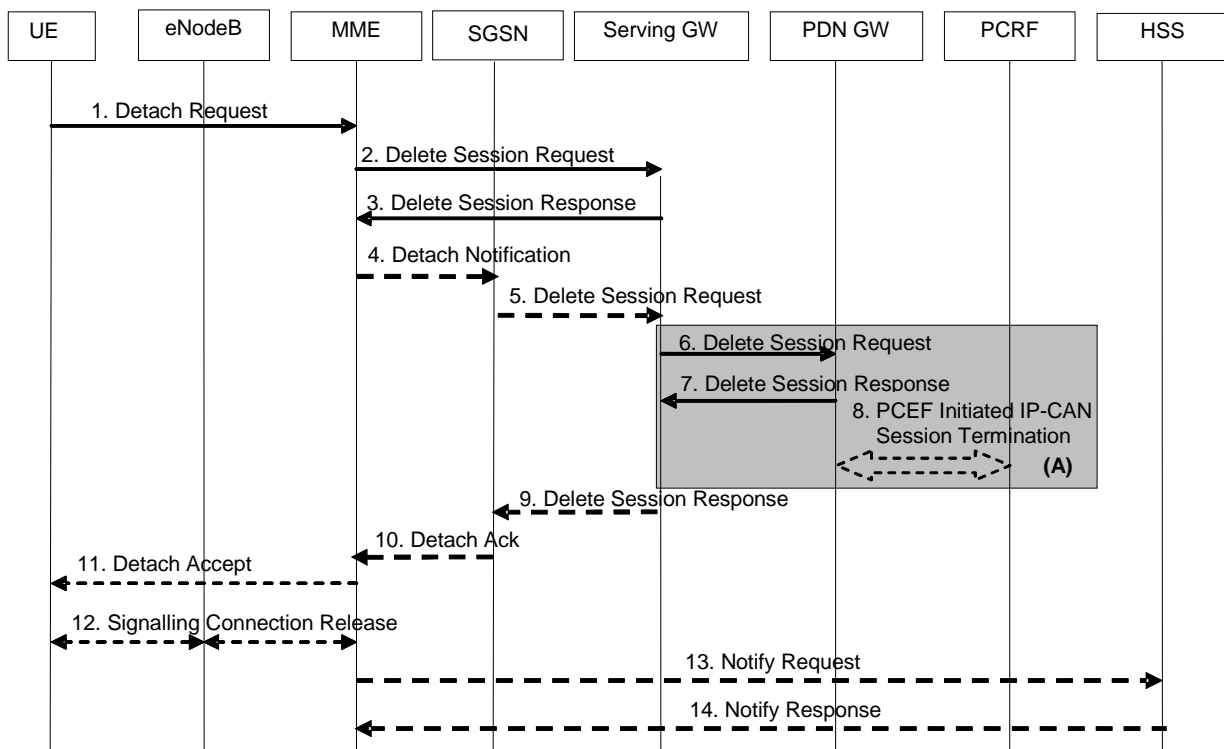 UE
eNodeB
MME
SGSN
Serving GW
PDN GW
PCRF
HSS
1. Detach Request
2. Delete Session Request
3. Delete Session Response
4. Detach Notification
5. Delete Session Request
6. Delete Session Request
7. Delete Session Response
8. PCEF Initiated IP-CAN
Session Termination
(A)
9. Delete Session Response
10. Detach Ack
11. Detach Accept
12. Signalling Connection Release
13. Notify Request
14. Notify Response